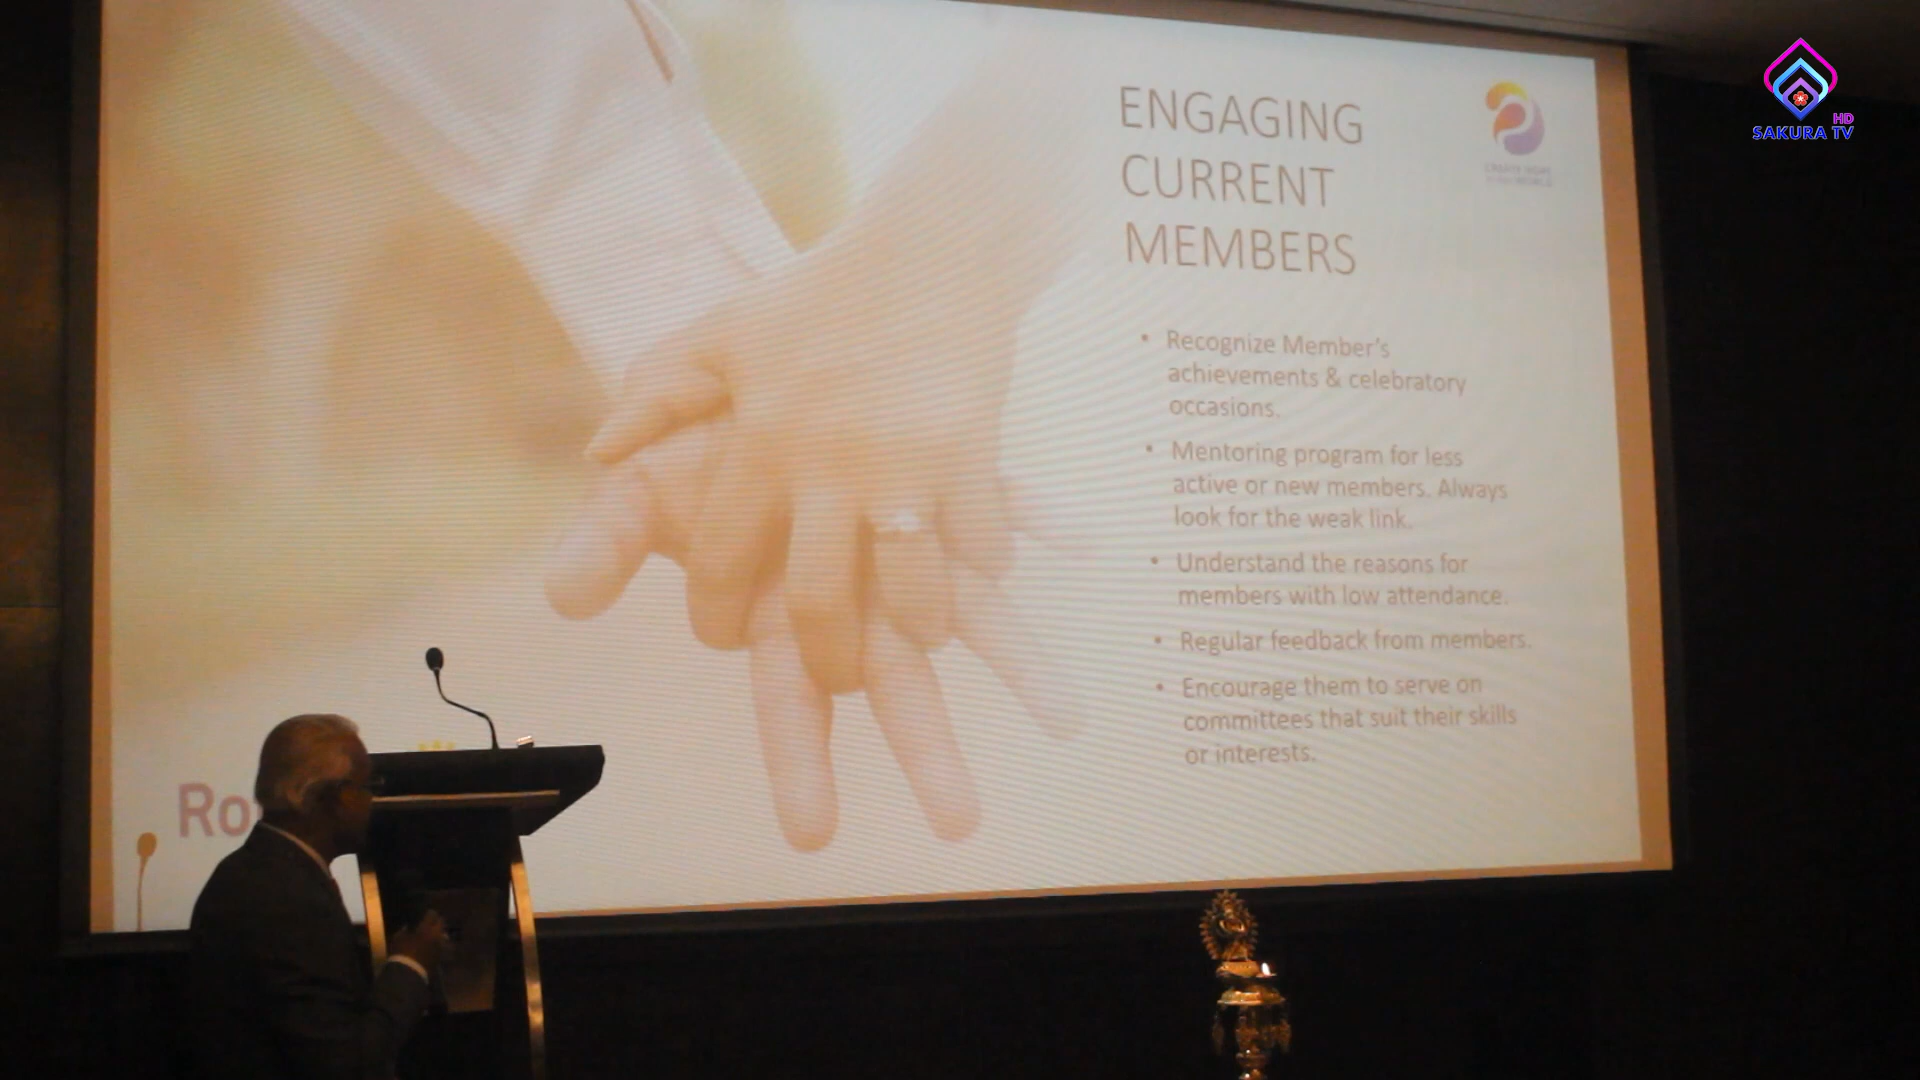 ENGAGING
CURRENT
MEMBERS
• Recognize Member's
achievements & celebratory
occasions.
• Mentoring program for less
active or new members. Always
look for the weak link.
• Understand the reasons for
members with low attendance.
• Regular feedback from members.
• Encourage them to serve on
committees that suit their skills
or interests.
Ro
HD
SAKURA TV